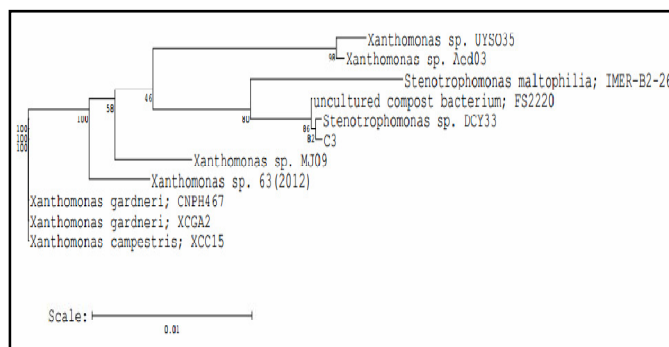 Xanthomonas sp. UYSO35
98
Xanthomonas sp. Acd03
Stenotrophomonas maltophilia; IMER-B2-26
46
80
uncultured compost bacterium; FS2220
58
Stenotrophomonas sp. DCY33
100
86
100
82
C3
100
100
Xanthomonas sp. MJ09
Xanthomonas sp. 63(2012)
Xanthomonas gardneri; CNPH467
Xanthomonas gardneri; XCGA2
Xanthomonas campestris; XCC15
Scale:
0.01